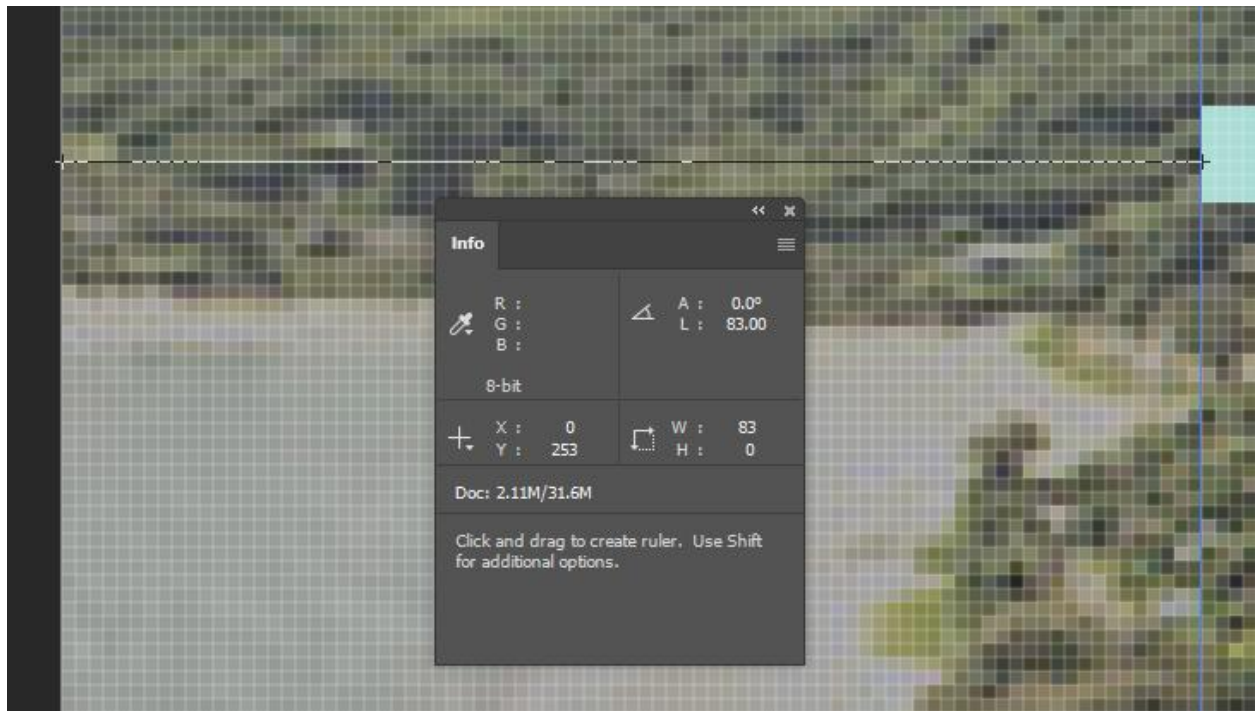 Info
R :
G :
B :
8-bit
A : 0.0°
L : 83.00
X : 0
Y : 253
W : 83
H : 0
Doc: 2.11M/31.6M
Click and drag to create ruler. Use Shift
for additional options.